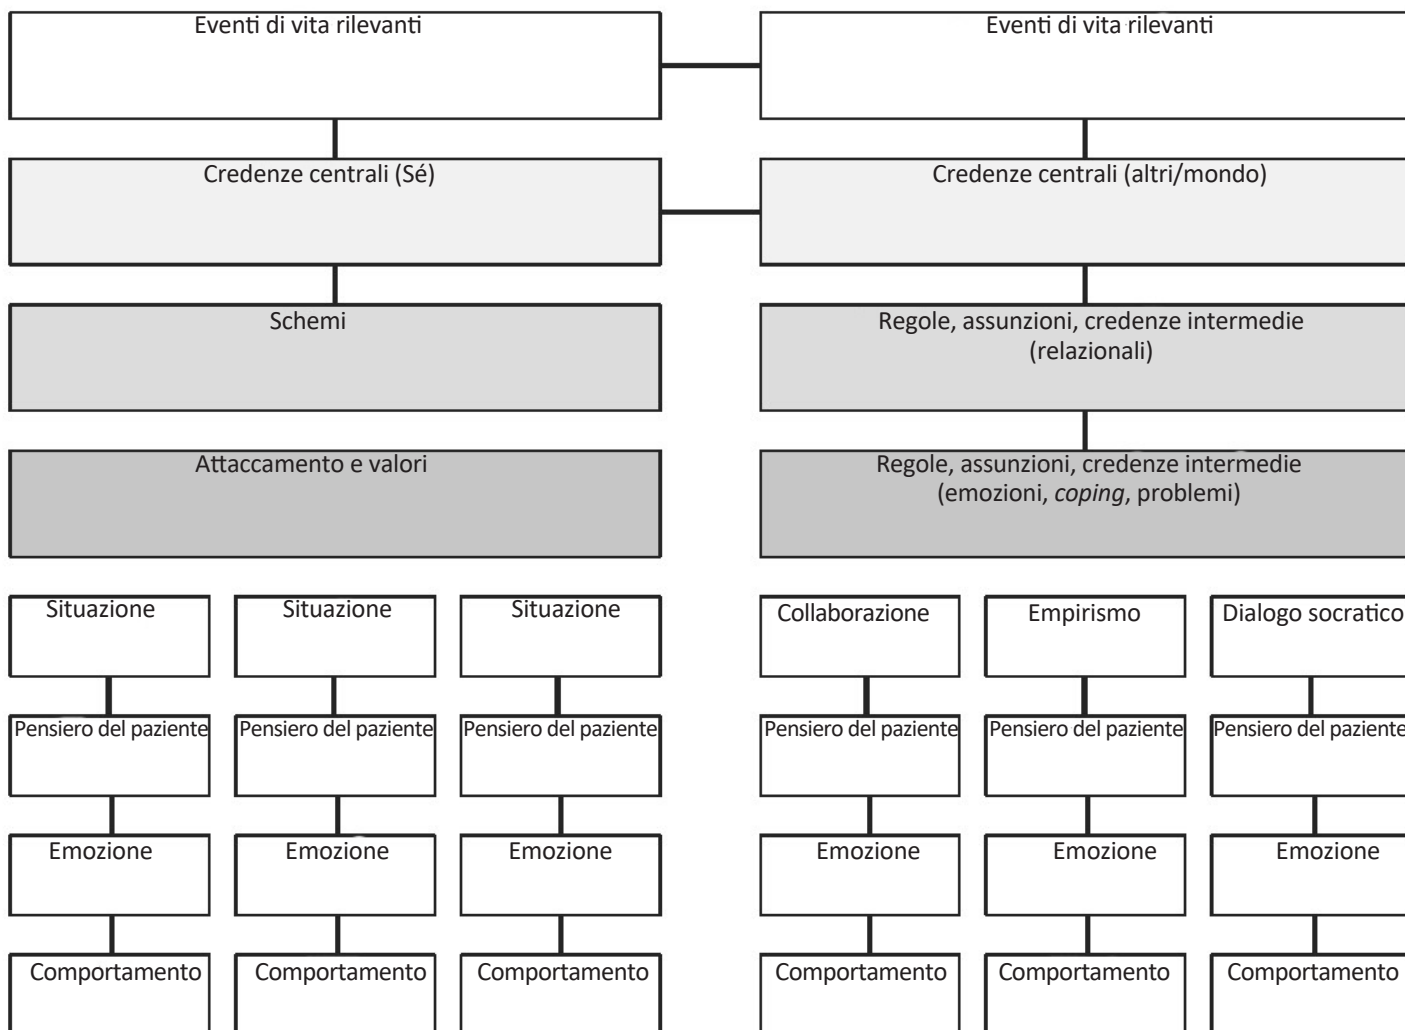 Eventi di vita rilevanti
Eventi di vita rilevanti
Credenze centrali (Sé)
Credenze centrali (altri/mondo)
Schemi
Regole, assunzioni, credenze intermedie
(relazionali)
Attaccamento e valori
Regole, assunzioni, credenze intermedie
(emozioni, coping, problemi)
Situazione
Situazione
Situazione
Collaborazione
Empirismo
Dialogo socratico
Pensiero del paziente
Pensiero del paziente
Pensiero del paziente
Pensiero del paziente
Pensiero del paziente
Pensiero del paziente
Emozione
Emozione
Emozione
Emozione
Emozione
Emozione
Comportamento
Comportamento
Comportamento
Comportamento
Comportamento
Comportamento